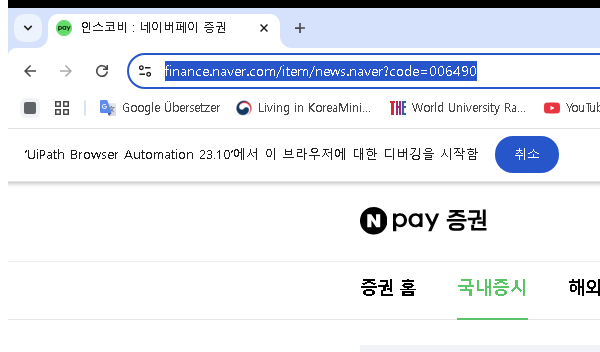 pay 인스코비 : 네이버페이 증권
finance.naver.com/item/news.naver?code=006490
Google Übersetzer Living in KoreaMini... THE World University Ra... YouTu
'UiPath Browser Automation 23.10'에서 이 브라우저에 대한 디버깅을 시작함 취소
N pay 증권
증권 홈 국내증시 해외